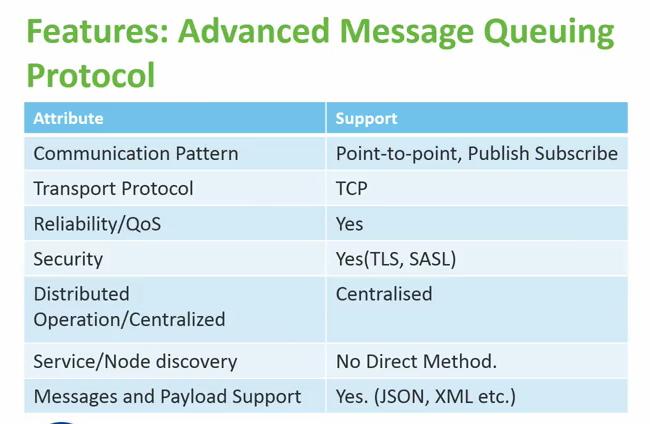 Features: Advanced Message Queuing
Protocol
Attribute Support
Communication Pattern Point-to-point, Publish Subscribe
Transport Protocol TCP
Reliability/QoS Yes
Security Yes(TLS, SASL)
Distributed Centralised
Operation/Centralized
Service/Node discovery No Direct Method.
Messages and Payload Support Yes. (JSON, XML etc.)